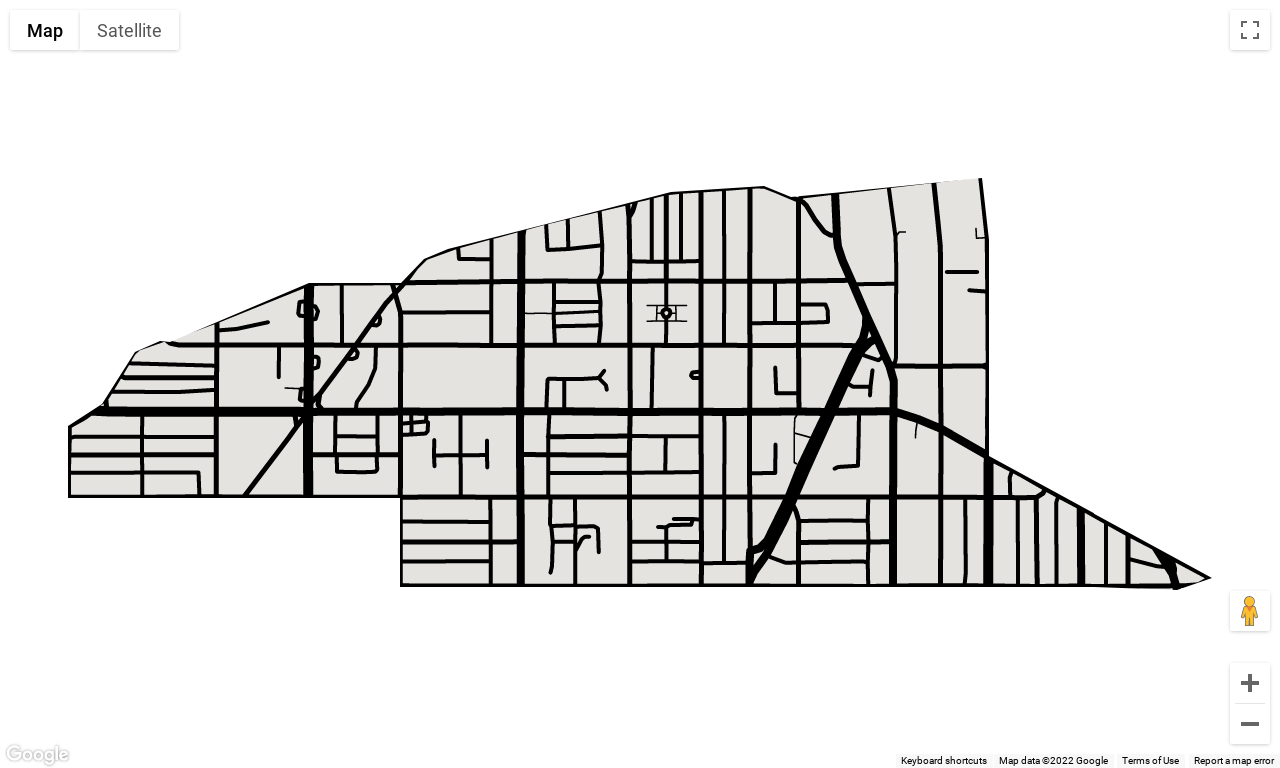 Map
Satellite
Google
Keyboard shortcuts
Map data ©2022 Google
Terms of Use
Report a map error